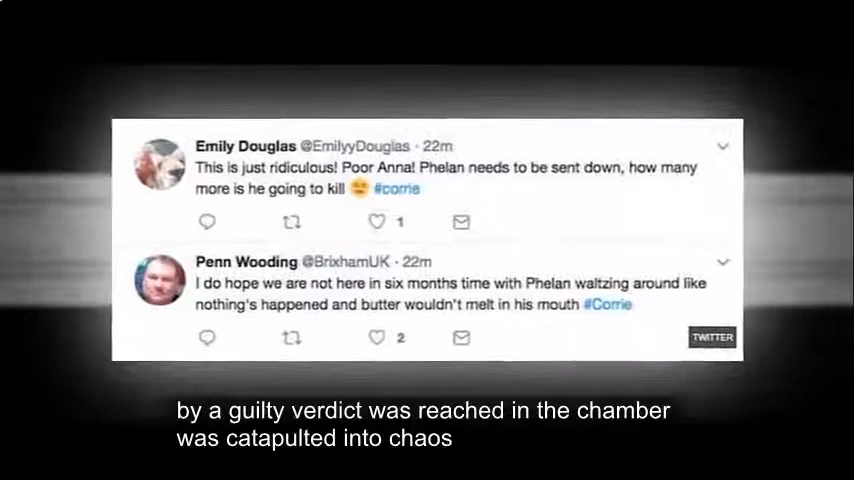 Emily Douglas @EmilyyDouglas · 22m
This is just ridiculous! Poor Anna! Phelan needs to be sent down, how many
more is he going to kill 😫 #corrie
1
Penn Wooding @BrixhamUK · 22m
I do hope we are not here in six months time with Phelan waltzing around like
nothing's happened and butter wouldn't melt in his mouth #Corrie
2
TWITTER
by a guilty verdict was reached in the chamber
was catapulted into chaos